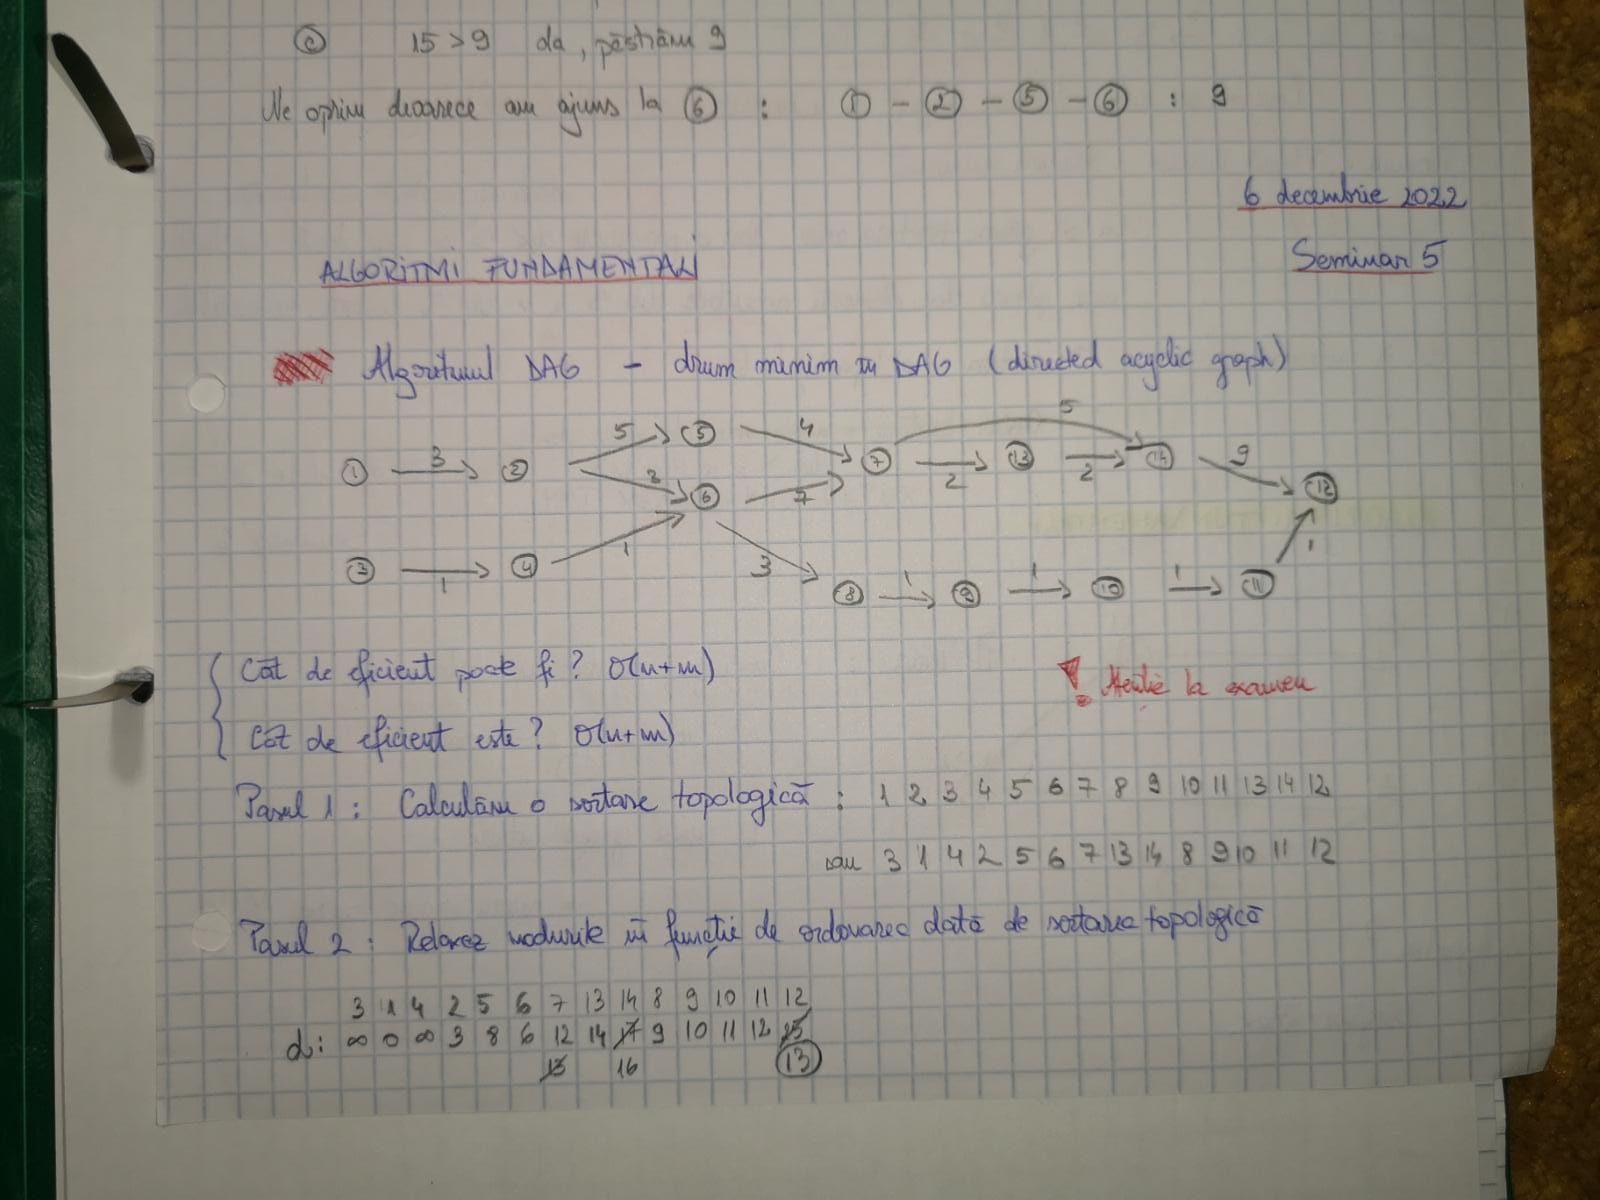 c 15 > 9 da, păstrăm 9
Ne oprim deoarece am ajuns la 6 : 1 - 2 - 5 - 6 : 9
6 decembrie 2022
Seminar 5
ALGORITMI FUNDAMENTALI
Algoritmul DAG - drum minim în DAG (directed acyclic graph)
1 3 2 5 5 4 7 5 2 13 2 14 9 12
3 6 7
3 1 4 1 3 8 1 9 1 10 1 11 1
Cât de eficient poate fi? O(n+m)
! Atenție la examen
Cât de eficient este? O(n+m)
Pasul 1: Calculăm o sortare topologică : 1 2 3 4 5 6 7 8 9 10 11 13 14 12
sau 3 1 4 2 5 6 7 13 14 8 9 10 11 12
Pasul 2: Relaxez nodurile în funcție de ordonarea dată de sortarea topologică
3 1 4 2 5 6 7 13 14 8 9 10 11 12
d: ∞ 0 ∞ 3 8 6 12 14 17 9 10 11 12 25
13 16 13